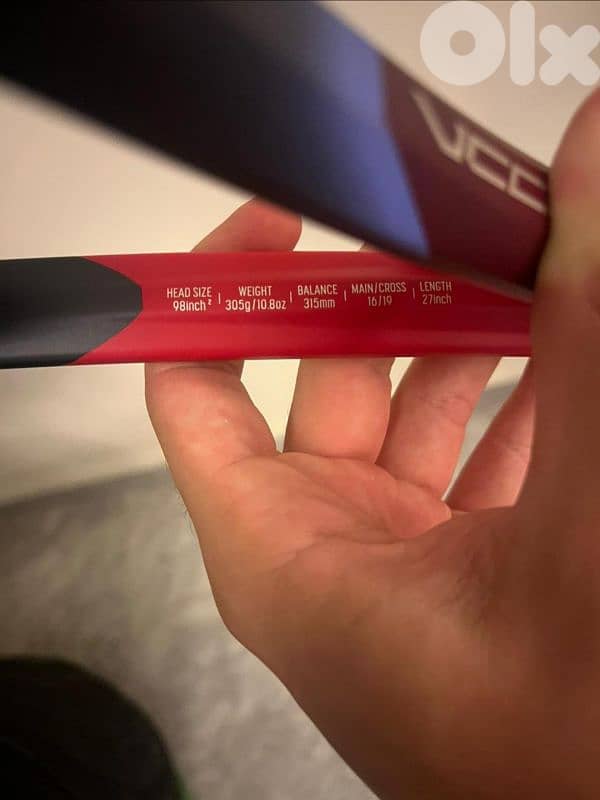 Olx
VCC
HEAD SIZE | WEIGHT | BALANCE | MAIN/CROSS | LENGTH
98inch² | 305g/10.8oz | 315mm | 16/19 | 27inch